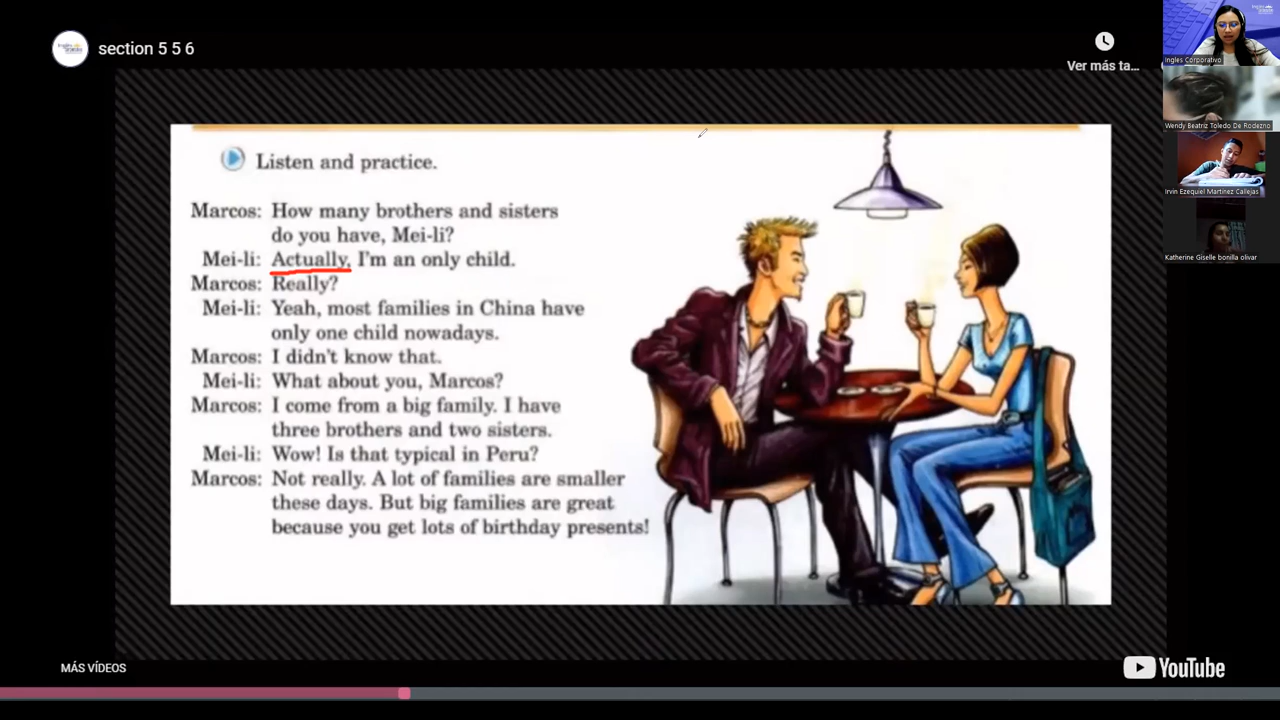 section 5 5 6
Ver más ta...
Ingles Corporativo
Wendy Beatriz Toledo De Rodezno
Irvin Ezequiel Martinez Callejas
Katherine Giselle bonilla olivar
Listen and practice.
Marcos: How many brothers and sisters
do you have, Mei-li?
Mei-li: Actually, I'm an only child.
Marcos: Really?
Mei-li: Yeah, most families in China have
only one child nowadays.
Marcos: I didn't know that.
Mei-li: What about you, Marcos?
Marcos: I come from a big family. I have
three brothers and two sisters.
Mei-li: Wow! Is that typical in Peru?
Marcos: Not really. A lot of families are smaller
these days. But big families are great
because you get lots of birthday presents!
MÁS VÍDEOS
YouTube